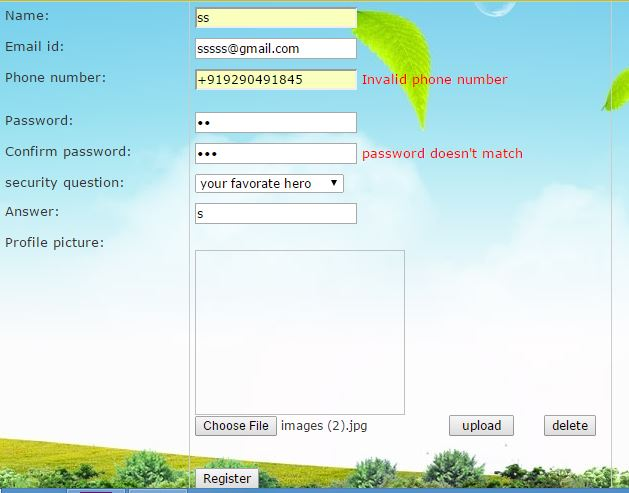 Name: ss
Email id: sssss@gmail.com
Phone number: +919290491845 Invalid phone number
Password: ••
Confirm password: ••• password doesn't match
security question: your favorate hero
Answer: s
Profile picture:
Choose File images (2).jpg upload delete
Register